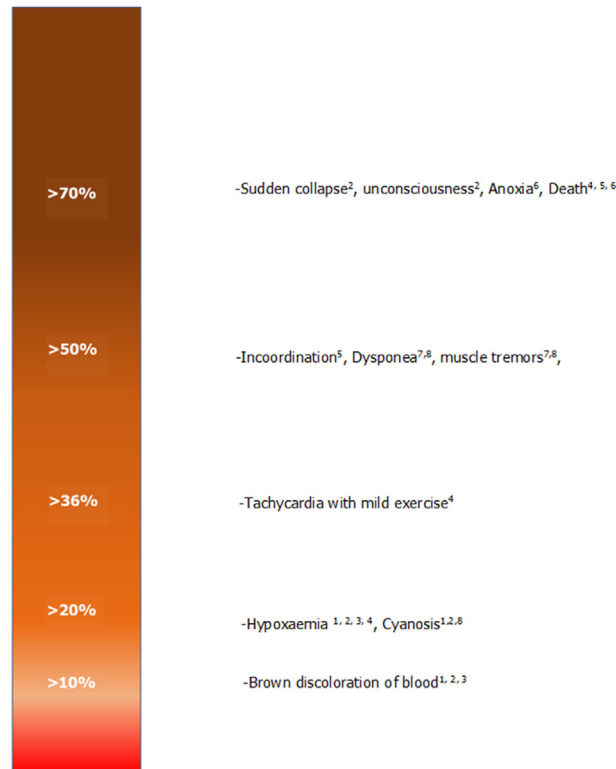 >70% -Sudden collapse², unconsciousness², Anoxia⁶, Death⁴, ⁵, ⁶
>50% -Incoordination⁵, Dysponea⁷,⁸, muscle tremors⁷,⁸,
>36% -Tachycardia with mild exercise⁴
>20% -Hypoxaemia ¹, ², ³, ⁴, Cyanosis¹,²,⁸
>10% -Brown discoloration of blood¹, ², ³